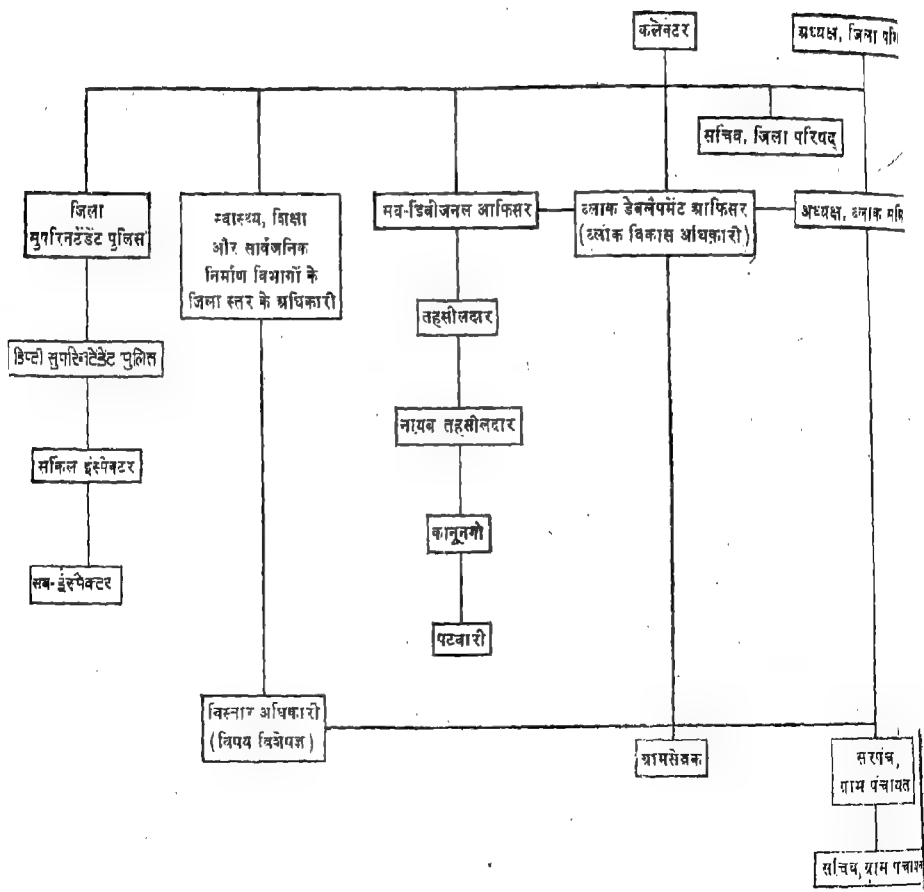 कलेक्टर
अध्यक्ष, जिला
सचिव, जिला परिषद्
जिला
सुपरिनटेंडेंट पुलिस
स्वास्थ्य, शिक्षा
और सार्वजनिक
निर्माण विभागों के
जिला स्तर के अधिकारी
सब-डिवीजनल आफिसर
ब्लाक डेवलैपमेंट आफिसर
(ब्लॉक विकास अधिकारी)
अध्यक्ष, ब्लाक
तहसीलदार
डिप्टी सुपरिनटेंडेंट पुलिस
नायब तहसीलदार
सर्किल इंस्पेक्टर
कानूनगो
सब-इंस्पेक्टर
पटवारी
विस्तार अधिकारी
(विषय विशेषज्ञ)
ग्रामसेवक
सरपंच,
ग्राम पंचायत
सचिव, ग्राम पंचायत